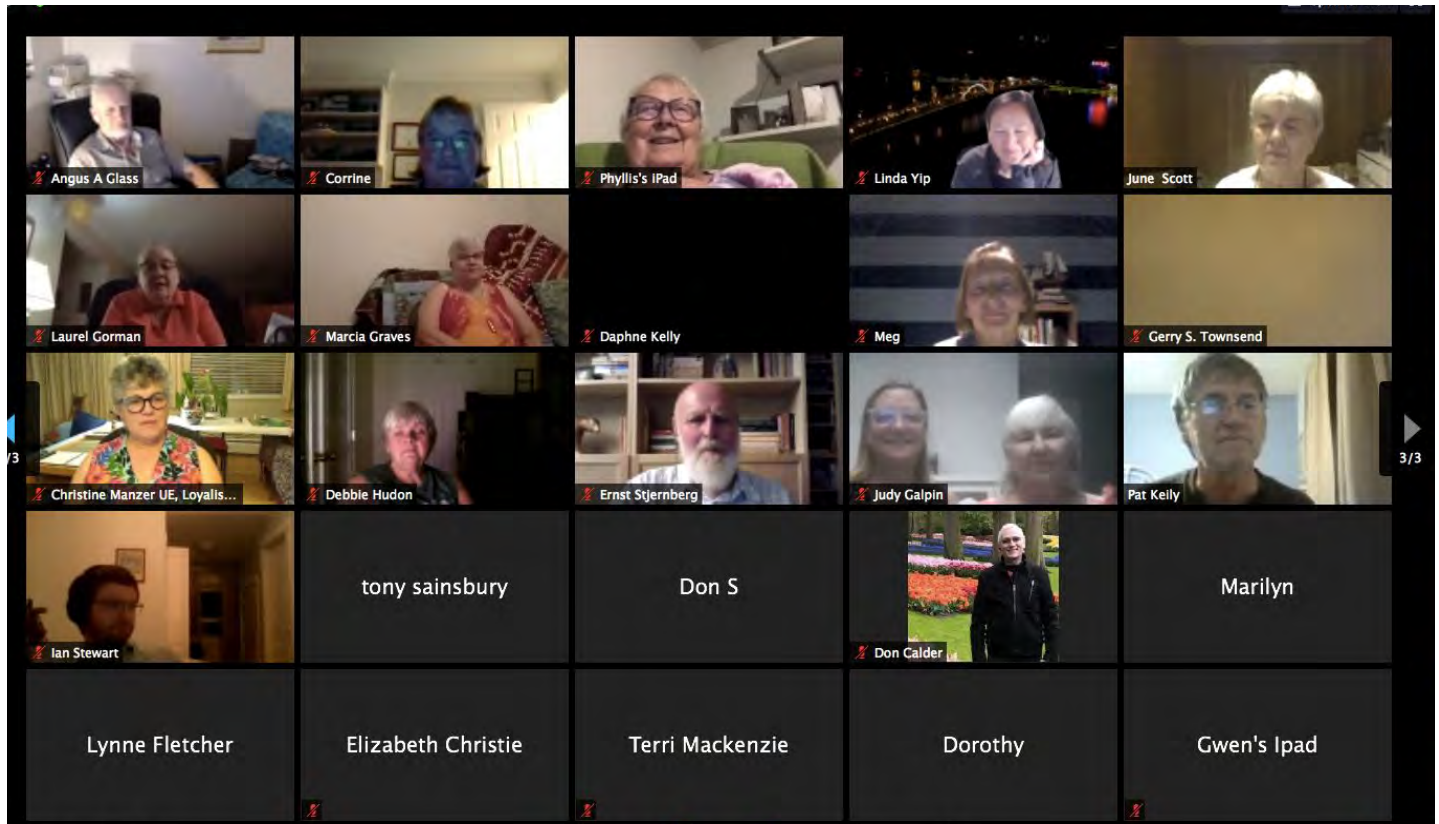 Angus A Glass
Corrine
Phyllis's iPad
Linda Yip
June Scott
Laurel Gorman
Marcia Graves
Daphne Kelly
Meg
Gerry S. Townsend
/3
3/3
Christine Manzer UE, Loyalis...
Debbie Hudon
Ernst Stjernberg
Judy Galpin
Pat Keily
Ian Stewart
tony sainsbury
Don S
Don Calder
Marilyn
Lynne Fletcher
Elizabeth Christie
Terri Mackenzie
Dorothy
Gwen's Ipad